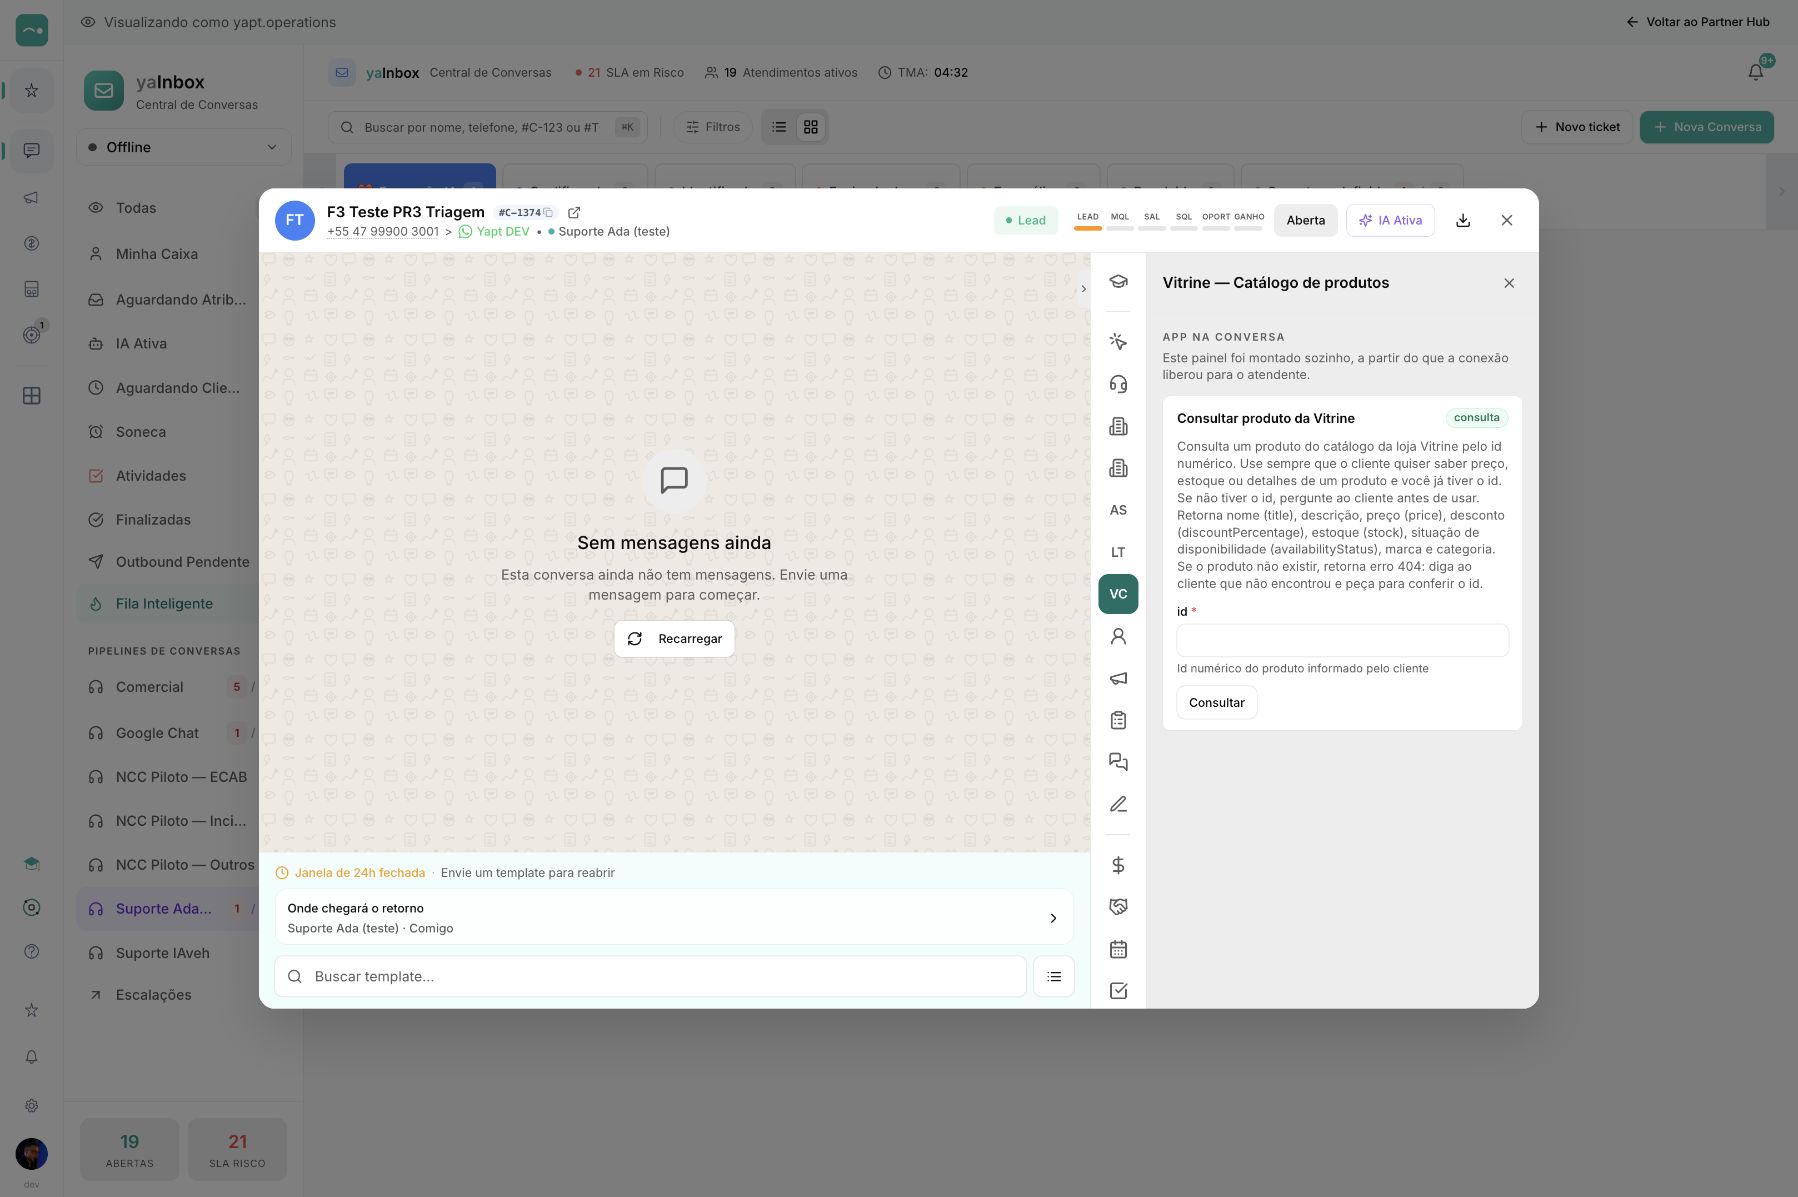 Visualizando como yapt.operations
Voltar ao Partner Hub
yaInbox
Central de Conversas
Offline
Todas
Minha Caixa
Aguardando Atrib...
IA Ativa
Aguardando Clie...
Soneca
Atividades
Finalizadas
Outbound Pendente
Fila Inteligente
PIPELINES DE CONVERSAS
Comercial 5 /
Google Chat 1 /
NCC Piloto — ECAB
NCC Piloto — Inci...
NCC Piloto — Outros
Suporte Ada... 1 /
Suporte IAveh
Escalações
19 ABERTAS
21 SLA RISCO
dev
1
yaInbox Central de Conversas 21 SLA em Risco 19 Atendimentos ativos TMA: 04:32
9+
Buscar por nome, telefone, #C-123 ou #T ⌘K
Filtros
Novo ticket
Nova Conversa
FT
F3 Teste PR3 Triagem #C-1374
+55 47 99900 3001 > Yapt DEV • Suporte Ada (teste)
Lead
LEAD MQL SAL SQL OPORT GANHO
Aberta
IA Ativa
Sem mensagens ainda
Esta conversa ainda não tem mensagens. Envie uma
mensagem para começar.
Recarregar
Janela de 24h fechada · Envie um template para reabrir
Onde chegará o retorno
Suporte Ada (teste) · Comigo
Buscar template...
AS
LT
VC
Vitrine — Catálogo de produtos
APP NA CONVERSA
Este painel foi montado sozinho, a partir do que a conexão
liberou para o atendente.
Consultar produto da Vitrine consulta
Consulta um produto do catálogo da loja Vitrine pelo id
numérico. Use sempre que o cliente quiser saber preço,
estoque ou detalhes de um produto e você já tiver o id.
Se não tiver o id, pergunte ao cliente antes de usar.
Retorna nome (title), descrição, preço (price), desconto
(discountPercentage), estoque (stock), situação de
disponibilidade (availabilityStatus), marca e categoria.
Se o produto não existir, retorna erro 404: diga ao
cliente que não encontrou e peça para conferir o id.
id *
Id numérico do produto informado pelo cliente
Consultar